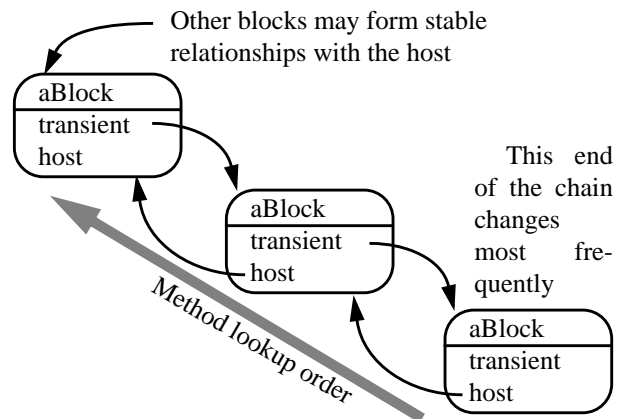 Other blocks may form stable
relationships with the host
aBlock
transient
host
This end
of the chain
changes
most fre-
quently
aBlock
transient
host
Method lookup order
aBlock
transient
host